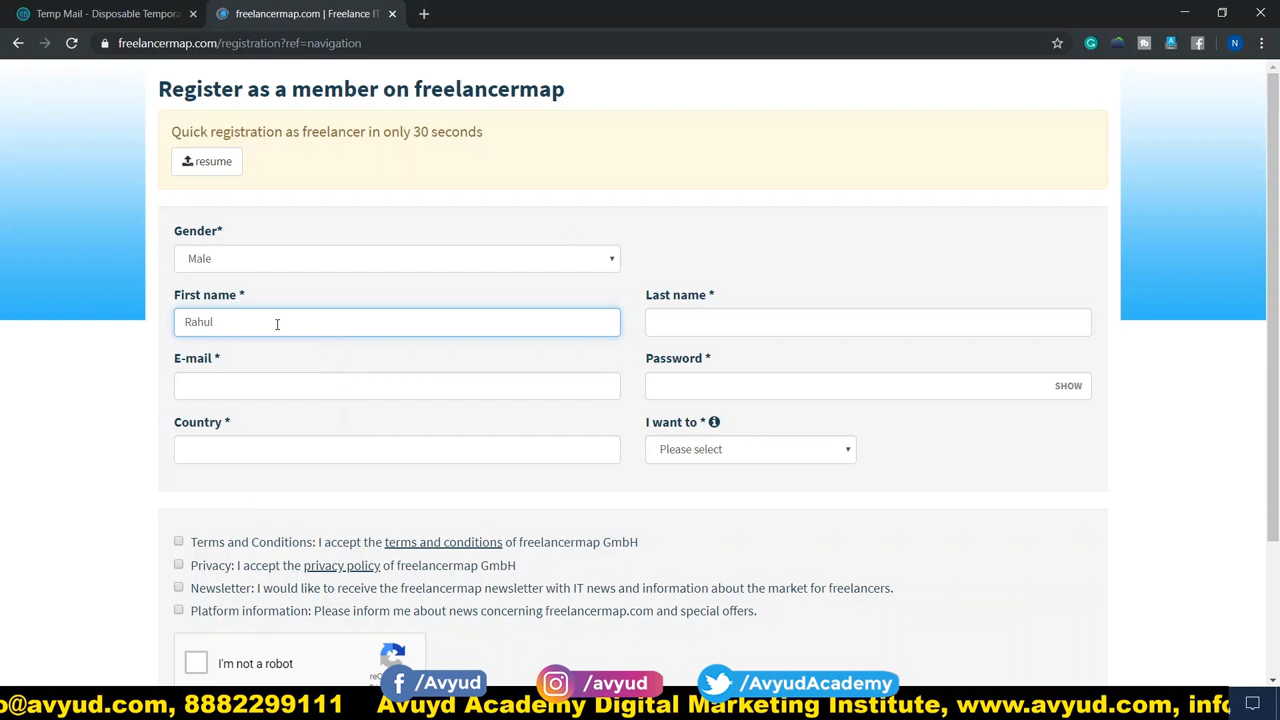 Temp Mail - Disposable Tempora
freelancermap.com | Freelance IT
freelancermap.com/registration?ref=navigation
N
Register as a member on freelancermap
Quick registration as freelancer in only 30 seconds
resume
Gender*
Male
First name *
Last name *
Rahul
E-mail *
Password *
SHOW
Country *
I want to *
Please select
Terms and Conditions: I accept the terms and conditions of freelancermap GmbH
Privacy: I accept the privacy policy of freelancermap GmbH
Newsletter: I would like to receive the freelancermap newsletter with IT news and information about the market for freelancers.
Platform information: Please inform me about news concerning freelancermap.com and special offers.
I'm not a robot
/Avyud
/avyud
/AvyudAcademy
o@avyud.com, 8882299111 Avuyd Academy Digital Marketing Institute, www.avyud.com, info